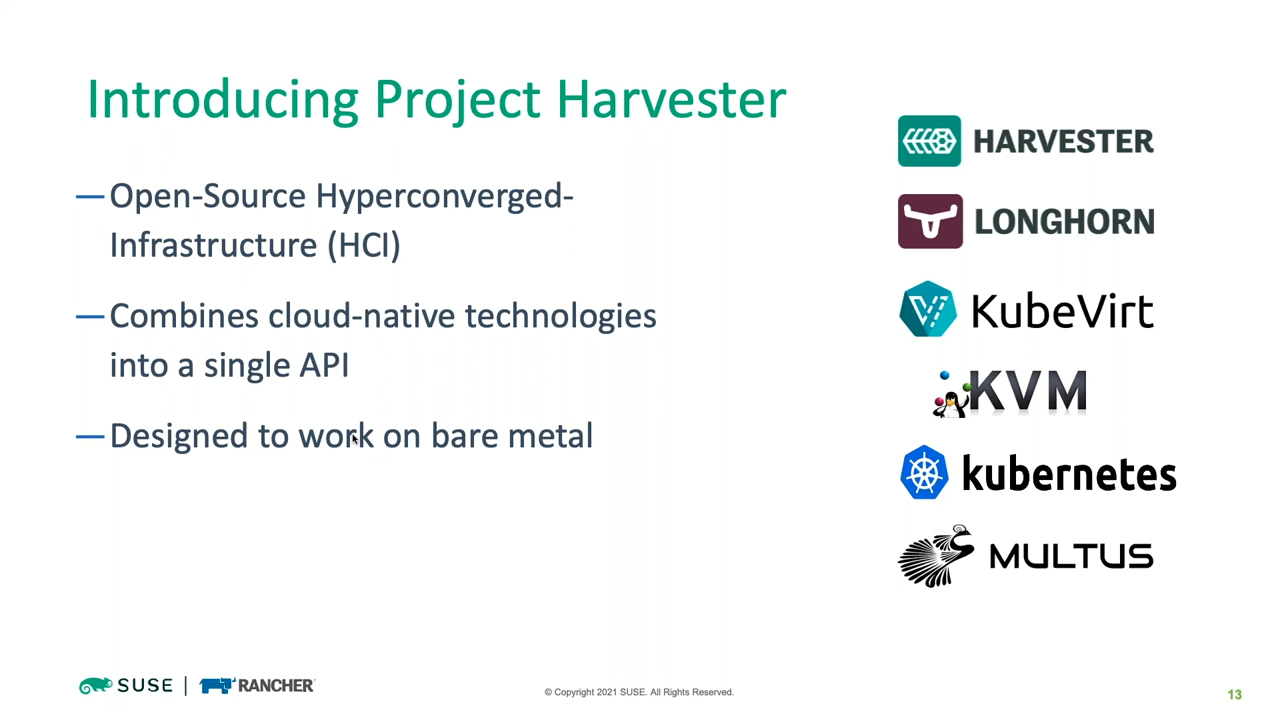 Introducing Project Harvester
— Open-Source Hyperconverged-
Infrastructure (HCI)
— Combines cloud-native technologies
into a single API
— Designed to work on bare metal
HARVESTER
LONGHORN
KubeVirt
KVM
kubernetes
MULTUS
SUSE | RANCHER
© Copyright 2021 SUSE. All Rights Reserved.
13